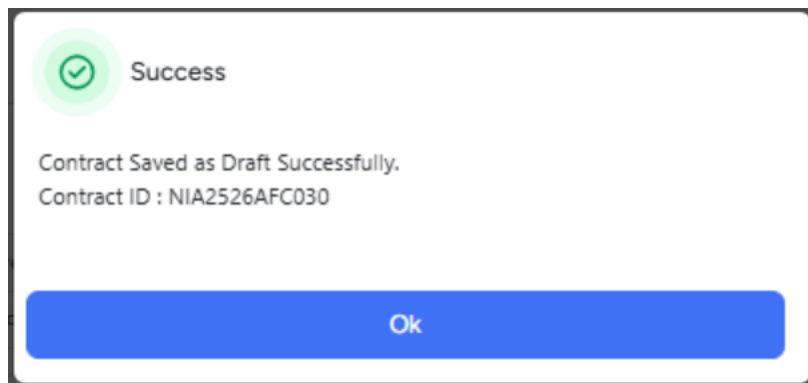 Success
Contract Saved as Draft Successfully.
Contract ID : NIA2526AFC030
Ok